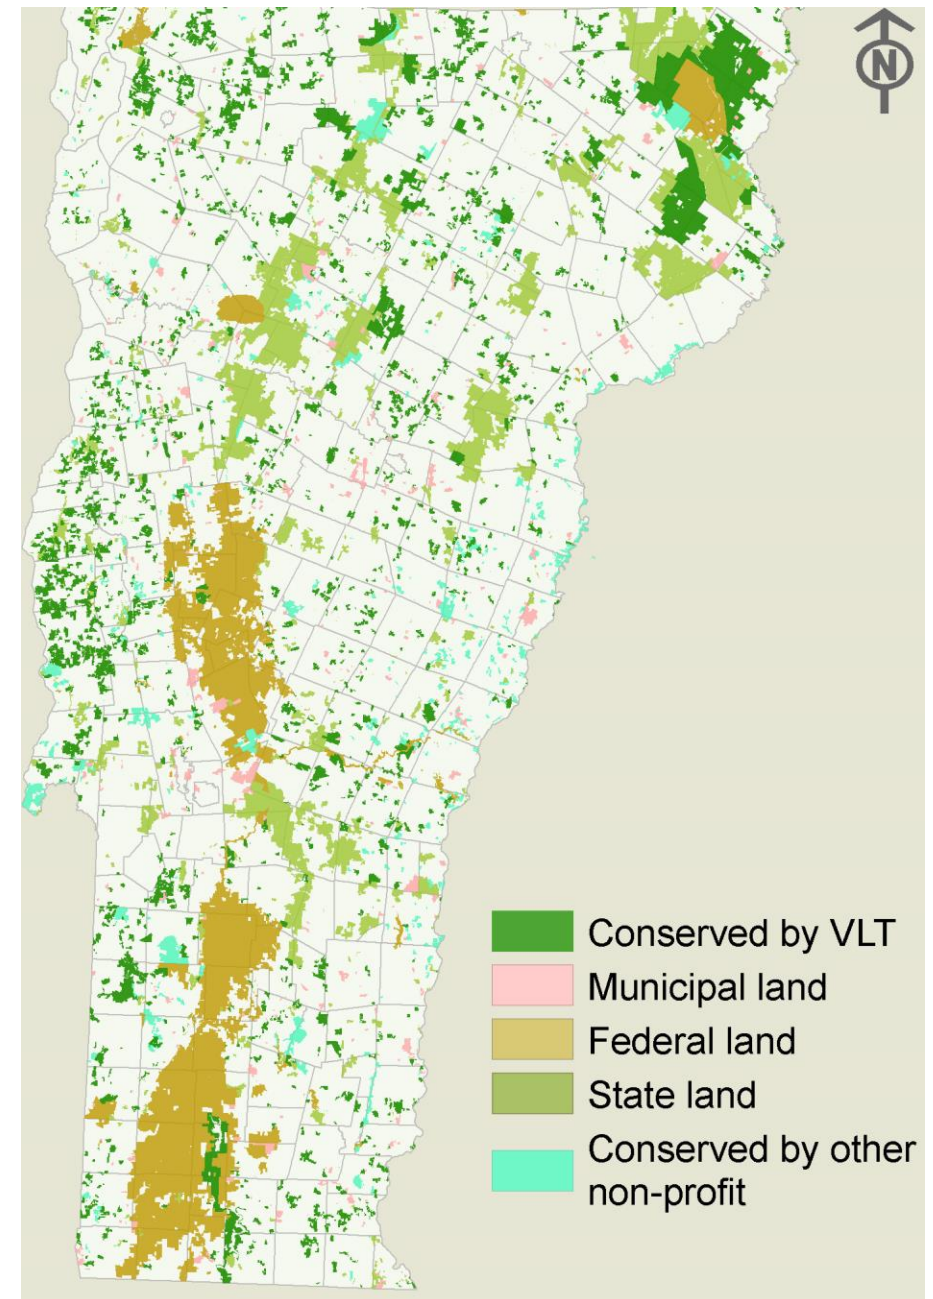 N
Conserved by VLT
Municipal land
Federal land
State land
Conserved by other
non-profit